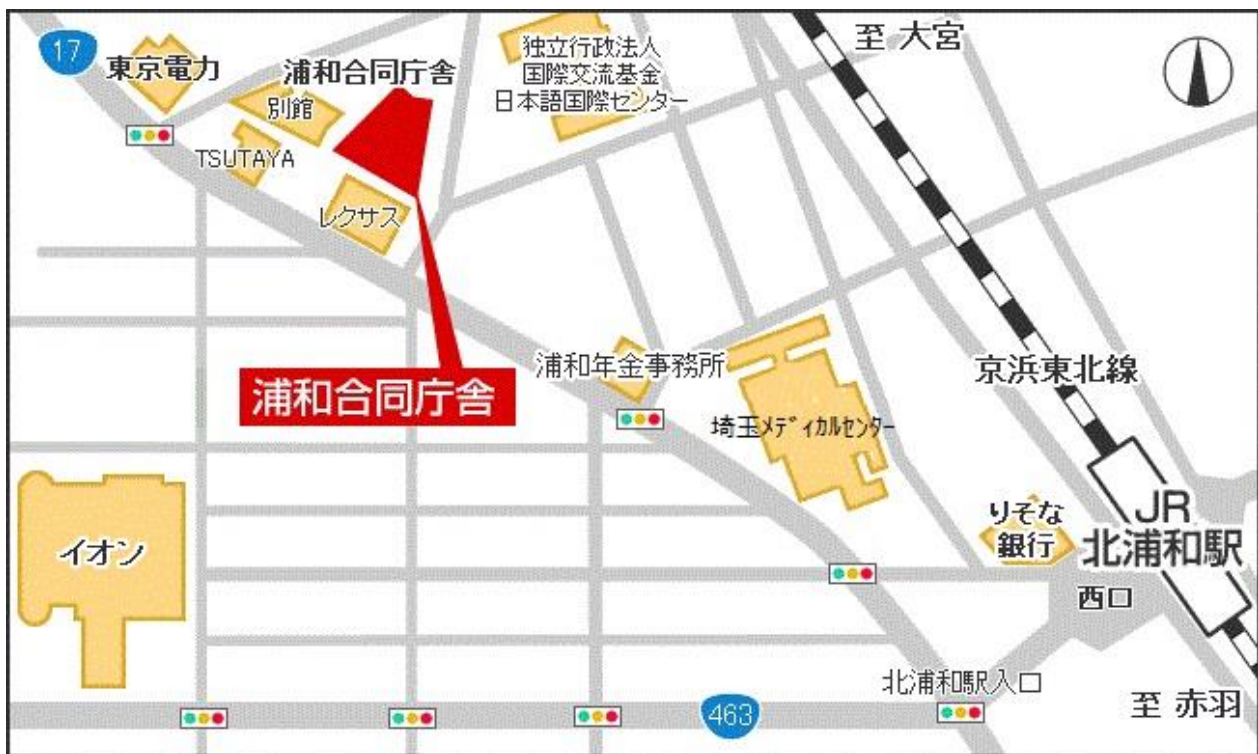 17
東京電力
浦和合同庁舎
別館
TSUTAYA
レクサス
独立行政法人
国際交流基金
日本語国際センター
至 大宮
浦和合同庁舎
浦和年金事務所
埼玉メディカルセンター
京浜東北線
イオン
りそな
銀行
JR
北浦和駅
西口
北浦和駅入口
463
至 赤羽